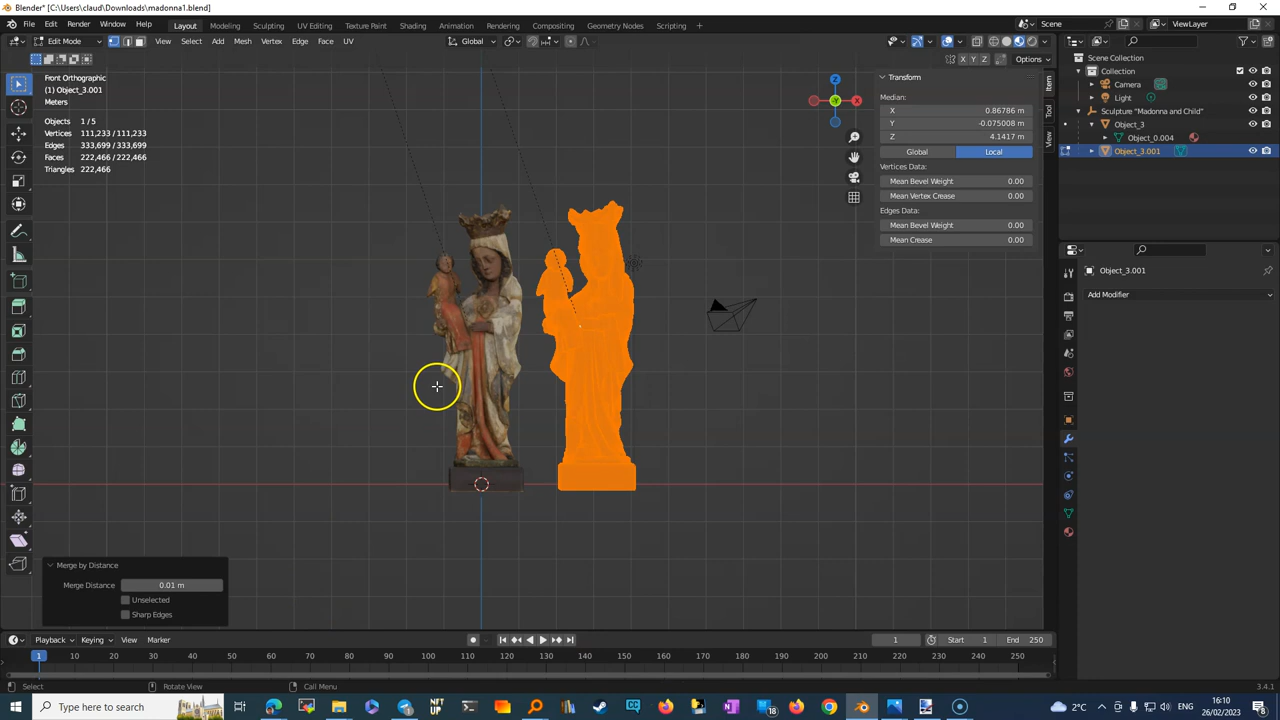 Blender* [C:\Users\claud\Downloads\madonna1.blend]
File Edit Render Window Help Layout Modeling Sculpting UV Editing Texture Paint Shading Animation Rendering Compositing Geometry Nodes Scripting Scene ViewLayer
Edit Mode View Select Add Mesh Vertex Edge Face UV Global
X Y Z Options
Front Orthographic
(1) Object_3.001
Meters
Objects 1 / 5
Vertices 111,233 / 111,233
Edges 333,699 / 333,699
Faces 222,466 / 222,466
Triangles 222,466
Z
-Y X
Transform
Median:
X 0.86786 m
Y -0.075008 m
Z 4.1417 m
Global Local
Vertices Data:
Mean Bevel Weight 0.00
Mean Vertex Crease 0.00
Edges Data:
Mean Bevel Weight 0.00
Mean Crease 0.00
Item
Tool
View
Scene Collection
Collection
Camera
Light
Sculpture "Madonna and Child"
Object_3
Object_0.004
Object_3.001
Object_3.001
Add Modifier
Merge by Distance
Merge Distance 0.01 m
Unselected
Sharp Edges
Playback Keying View Marker 1 Start 1 End 250
1 10 20 30 40 50 60 70 80 90 100 110 120 130 140 150 160 170 180 190 200 210 220 230 240 250
Select Rotate View Call Menu 3.4.1
Type here to search NFT UP CC 18 2°C 16:10
26/02/2023